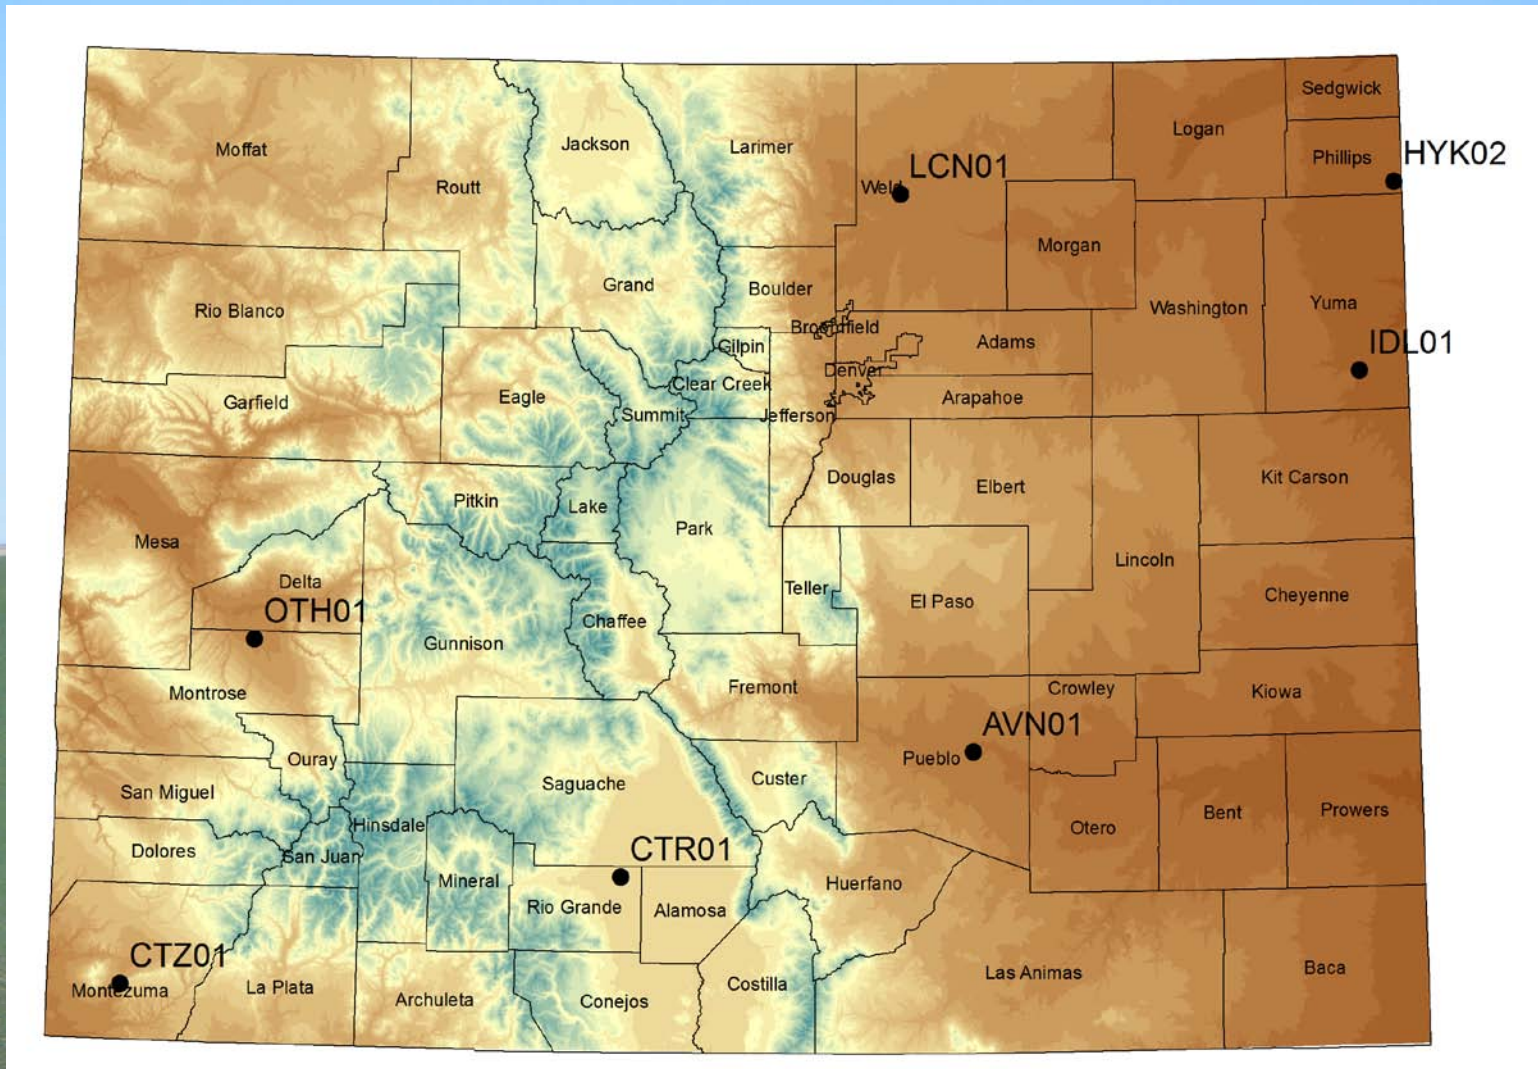 Sedgwick
Moffat
Jackson
Larimer
Logan
Phillips
HYK02
Routt
Weld
LCN01
Morgan
Rio Blanco
Grand
Boulder
Washington
Yuma
Broomfield
Gilpin
Adams
IDL01
Denver
Clear Creek
Eagle
Garfield
Arapahoe
Summit
Jefferson
Pitkin
Lake
Douglas
Elbert
Kit Carson
Park
Mesa
Lincoln
Delta
Teller
El Paso
Cheyenne
OTH01
Chaffee
Gunnison
Montrose
Fremont
Crowley
Kiowa
AVN01
Ouray
Pueblo
San Miguel
Saguache
Custer
Hinsdale
Otero
Bent
Prowers
Dolores
San Juan
CTR01
Mineral
Huerfano
Rio Grande
Alamosa
CTZ01
Montezuma
La Plata
Archuleta
Conejos
Costilla
Las Animas
Baca